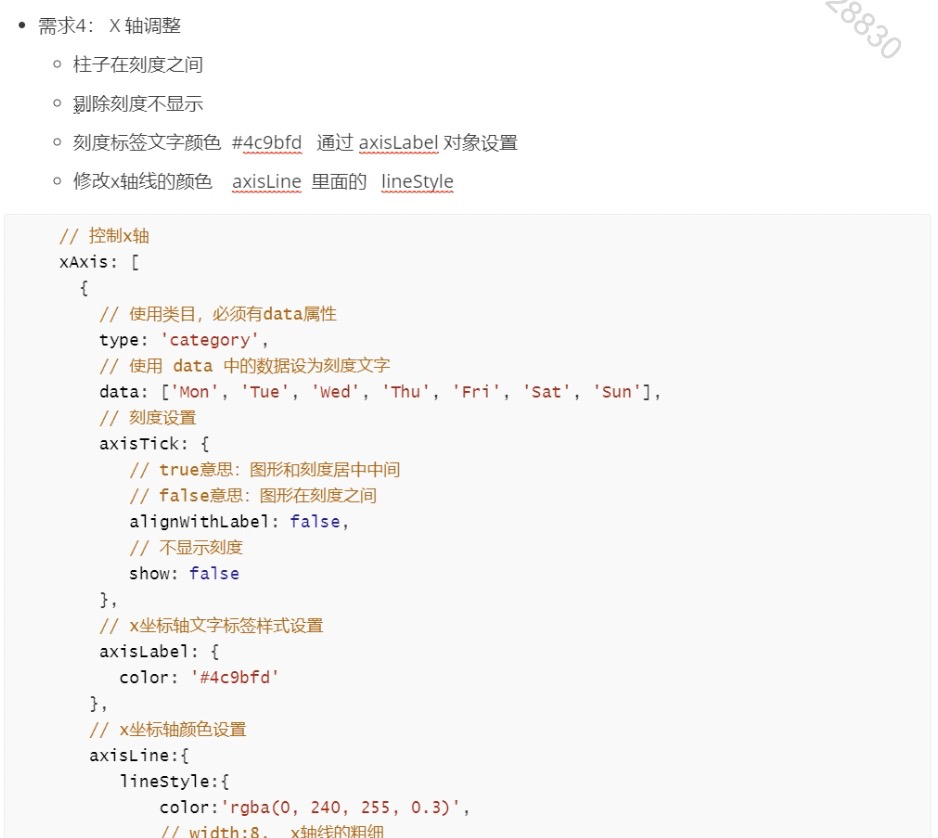 28830
需求4： X 轴调整
柱子在刻度之间
剔除刻度不显示
刻度标签文字颜色 #4c9bfd 通过 axisLabel 对象设置
修改x轴线的颜色 axisLine 里面的 lineStyle
// 控制x轴
xAxis: [
{
// 使用类目，必须有data属性
type: 'category',
// 使用 data 中的数据设为刻度文字
data: ['Mon', 'Tue', 'Wed', 'Thu', 'Fri', 'Sat', 'Sun'],
// 刻度设置
axisTick: {
// true意思：图形和刻度居中中间
// false意思：图形在刻度之间
alignWithLabel: false,
// 不显示刻度
show: false
},
// x坐标轴文字标签样式设置
axisLabel: {
color: '#4c9bfd'
},
// x坐标轴颜色设置
axisLine:{
lineStyle:{
color:'rgba(0, 240, 255, 0.3)',
// width:8, x轴线的粗细